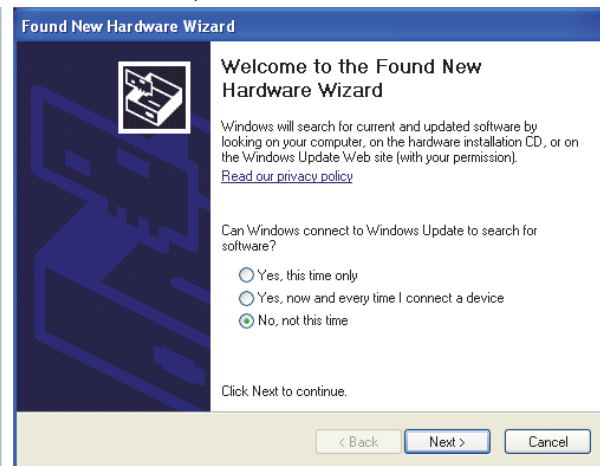 Found New Hardware Wizard
Welcome to the Found New
Hardware Wizard
Windows will search for current and updated software by
looking on your computer, on the hardware installation CD, or on
the Windows Update Web site (with your permission).
Read our privacy policy
Can Windows connect to Windows Update to search for
software?
Yes, this time only
Yes, now and every time I connect a device
No, not this time
Click Next to continue.
< Back
Next >
Cancel